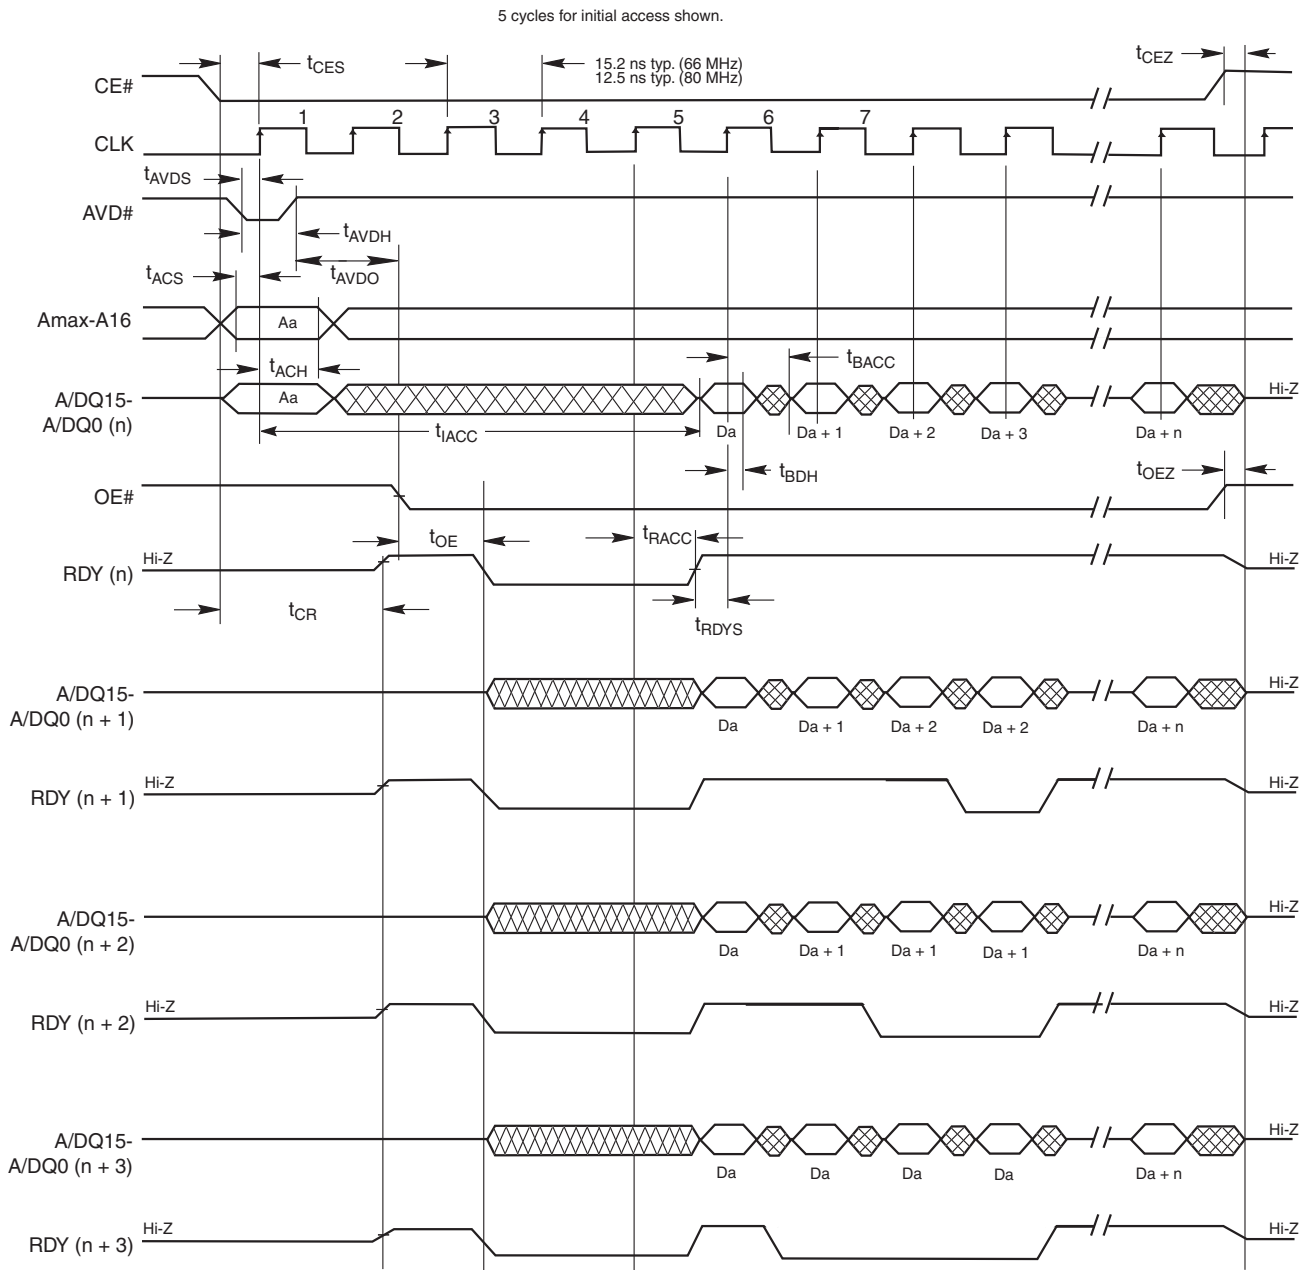 5 cycles for initial access shown.
tCES
15.2 ns typ. (66 MHz)
12.5 ns typ. (80 MHz)
tCEZ
CE#
1 2 3 4 5 6 7
CLK
tAVDS
AVD#
tAVDH
tACS
tAVDO
Amax-A16
Aa
tACH
tBACC
A/DQ15-
A/DQ0 (n)
Aa
Hi-Z
tIACC
Da
Da + 1
Da + 2
Da + 3
Da + n
tBDH
tOEZ
OE#
tOE
tRACC
RDY (n)
Hi-Z
Hi-Z
tCR
tRDYS
A/DQ15-
A/DQ0 (n + 1)
Hi-Z
Da
Da + 1
Da + 2
Da + 2
Da + n
RDY (n + 1)
Hi-Z
Hi-Z
A/DQ15-
A/DQ0 (n + 2)
Hi-Z
Da
Da + 1
Da + 1
Da + 1
Da + n
RDY (n + 2)
Hi-Z
Hi-Z
A/DQ15-
A/DQ0 (n + 3)
Hi-Z
Da
Da
Da
Da
Da + n
RDY (n + 3)
Hi-Z
Hi-Z